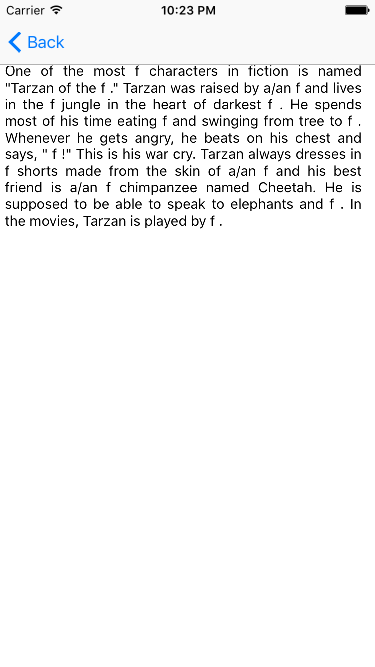 Carrier 10:23 PM
Back
One of the most f characters in fiction is named
"Tarzan of the f ." Tarzan was raised by a/an f and lives
in the f jungle in the heart of darkest f . He spends
most of his time eating f and swinging from tree to f .
Whenever he gets angry, he beats on his chest and
says, " f !" This is his war cry. Tarzan always dresses in
f shorts made from the skin of a/an f and his best
friend is a/an f chimpanzee named Cheetah. He is
supposed to be able to speak to elephants and f . In
the movies, Tarzan is played by f .